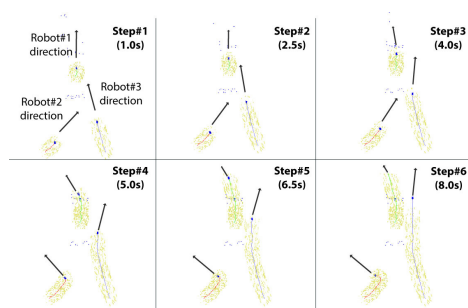 Robot#1
direction
Step#1
(1.0s)
Robot#2
direction
Robot#3
direction
Step#2
(2.5s)
Step#3
(4.0s)
Step#4
(5.0s)
Step#5
(6.5s)
Step#6
(8.0s)